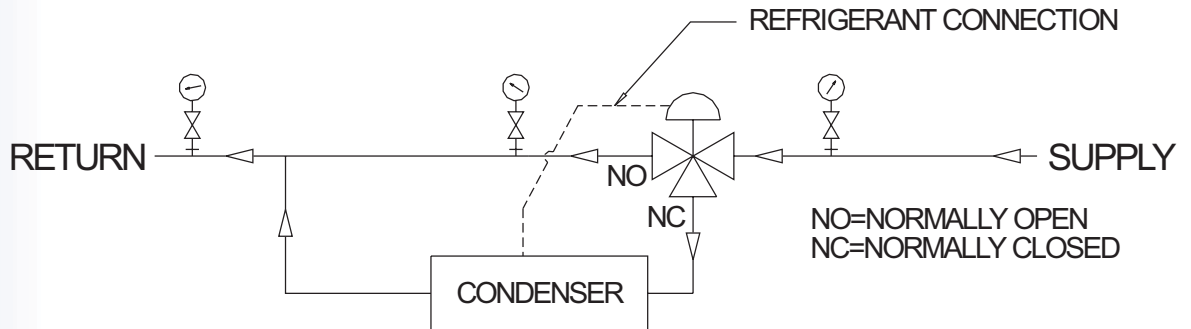 REFRIGERANT CONNECTION
RETURN
SUPPLY
NO
NC
NO=NORMALLY OPEN
NC=NORMALLY CLOSED
CONDENSER